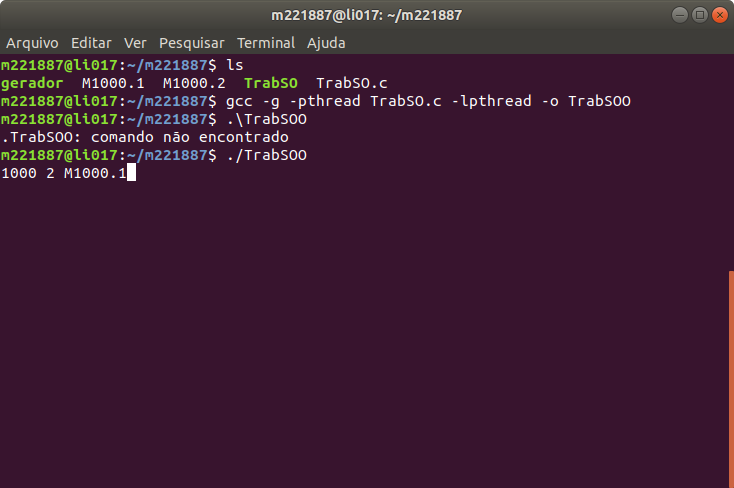 m221887@li017: ~/m221887
Arquivo Editar Ver Pesquisar Terminal Ajuda
m221887@li017:~/m221887$ ls
gerador  M1000.1  M1000.2  TrabSO  TrabSO.c
m221887@li017:~/m221887$ gcc -g -pthread TrabSO.c -lpthread -o TrabSOO
m221887@li017:~/m221887$ .\TrabSOO
.TrabSOO: comando não encontrado
m221887@li017:~/m221887$ ./TrabSOO
1000 2 M1000.1